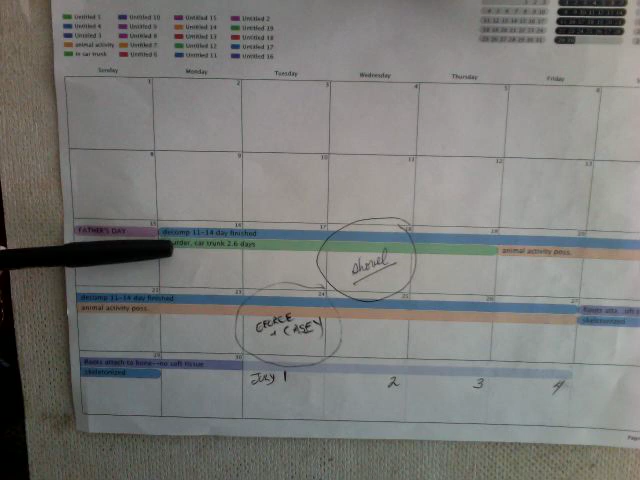 Untitled 1 Untitled 10 Untitled 15 Untitled 2
Untitled 4 Untitled 5 Untitled 9 Untitled 19
Untitled 3 Untitled 8 Untitled 13 Untitled 18
animal activity Untitled 7 Untitled 12 Untitled 17
in car trunk Untitled 6 Untitled 11 Untitled 16
Sunday Monday Tuesday Wednesday Thursday Friday
1 2 3 4 5 6
8 9 10 11 12 13
15 16 17 18 19 20
FATHER'S DAY decomp 11-14 day finished
car trunk 2.6 days animal activity poss.
Shovel
22 23 24 25 26 27
decomp 11-14 day finished Roots
animal activity poss. skeletonized
GEORGE
+ CASEY
29 30
Roots attach to bone--no soft tissue
skeletonized
JULY 1 2 3 4